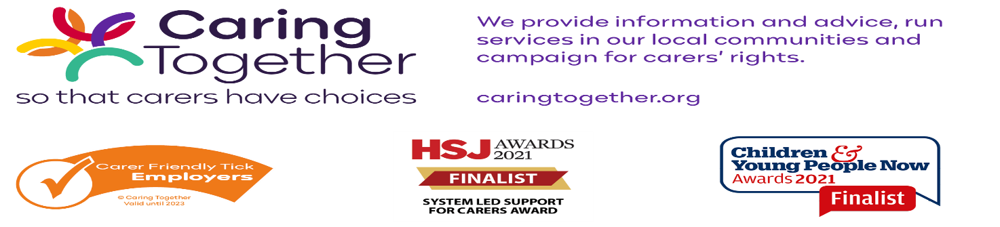 Caring
Together
so that carers have choices
We provide information and advice, run
services in our local communities and
campaign for carers' rights.
caringtogether.org
Carer Friendly Tick
Employers
© Caring Together
Valid until 2023
HSJ AWARDS
2021
FINALIST
SYSTEM LED SUPPORT
FOR CARERS AWARD
Children &
Young People Now
Awards 2021
Finalist